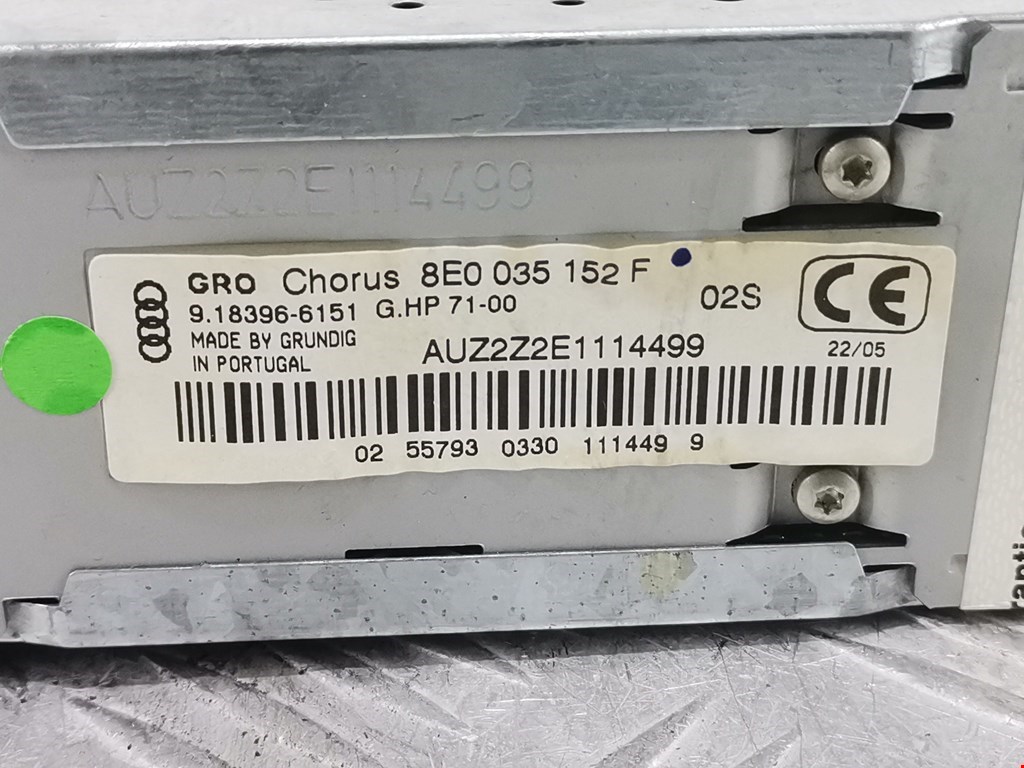 AUZ2Z2E1114499
GRO Chorus 8E0 035 152 F
9.18396-6151 G.HP 71-00
02S
CE
MADE BY GRUNDIG
IN PORTUGAL
AUZ2Z2E1114499
22/05
02 55793 0330 111449 9